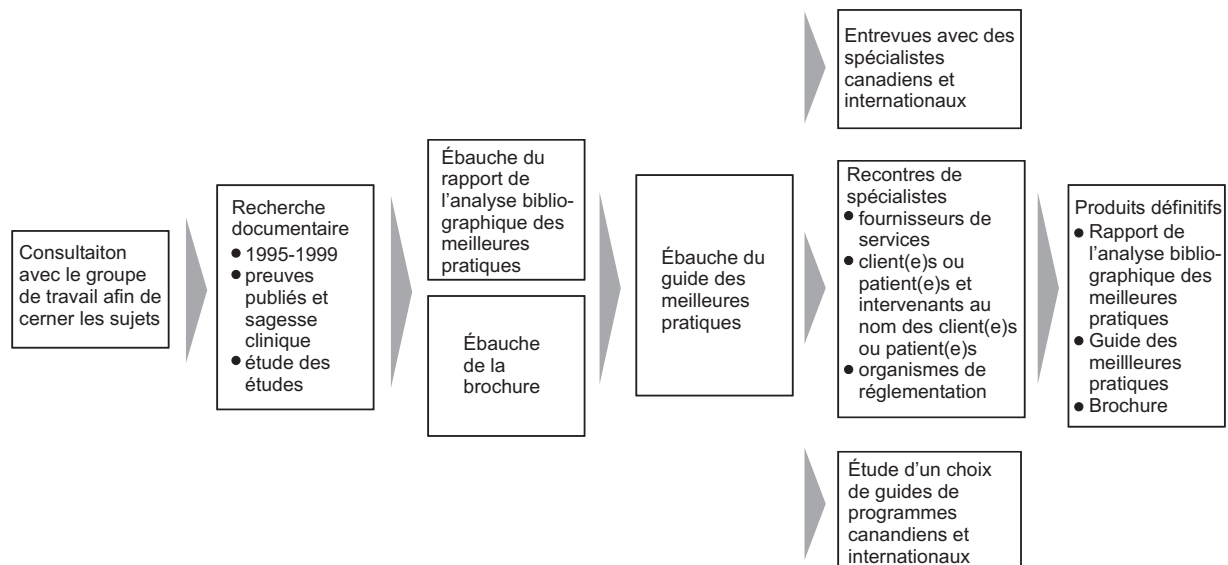 Consultaiton
avec le groupe
de travail afin de
cerner les sujets
Recherche
documentaire
● 1995-1999
● preuves
publiés et
sagesse
clinique
● étude des
études
Ébauche du
rapport de
l'analyse biblio-
graphique des
meilleures
pratiques
Ébauche
de la
brochure
Ébauche du
guide des
meilleures
pratiques
Entrevues avec des
spécialistes
canadiens et
internationaux
Recontres de
spécialistes
● fournisseurs de
services
● client(e)s ou
patient(e)s et
intervenants au
nom des client(e)s
ou patient(e)s
● organismes de
réglementation
Étude d'un choix
de guides de
programmes
canandiens et
internationaux
Produits définitifs
● Rapport de
l'analyse biblio-
graphique des
meilleures
pratiques
● Guide des
meillleures
pratiques
● Brochure